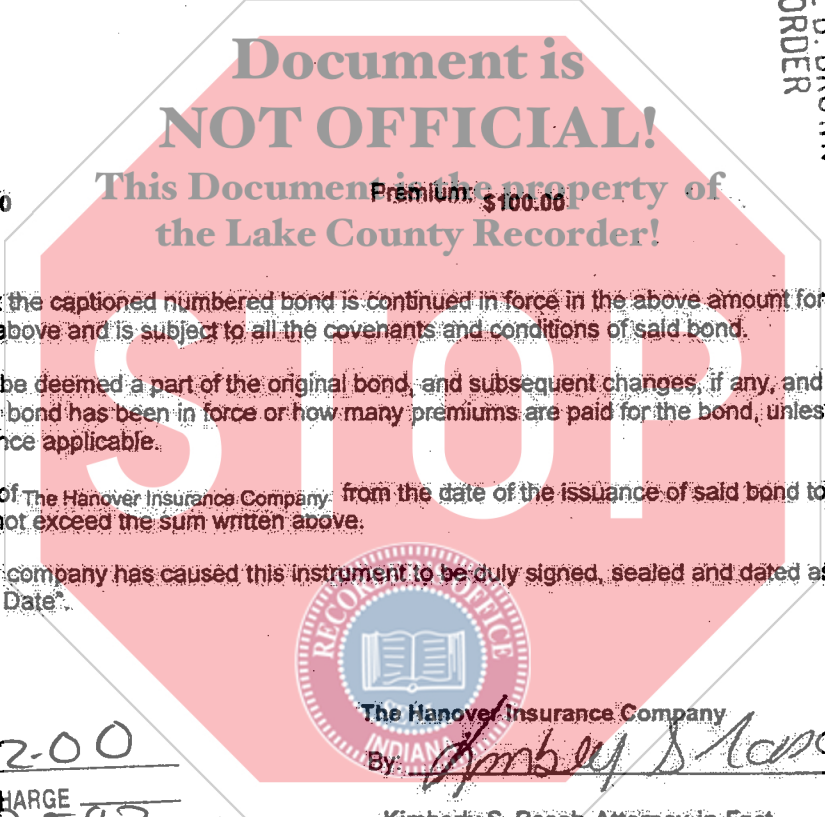 ORDER
Document is
NOT OFFICIAL!
This Document is the property of
the Lake County Recorder!
Premium: $100.00
the captioned numbered bond is continued in force in the above amount for
above and is subject to all the covenants and conditions of said bond.
be deemed a part of the original bond, and subsequent changes, if any, and
bond has been in force or how many premiums are paid for the bond, unles
nce applicable.
of The Hanover Insurance Company from the date of the issuance of said bond to
not exceed the sum written above.
company has caused this instrument to be duly signed, sealed and dated as
Date".
STOP
RECORDER'S OFFICE
INDIANA
The Hanover Insurance Company
2.00
By: Kimberly S
HARGE
Attorney in Fact